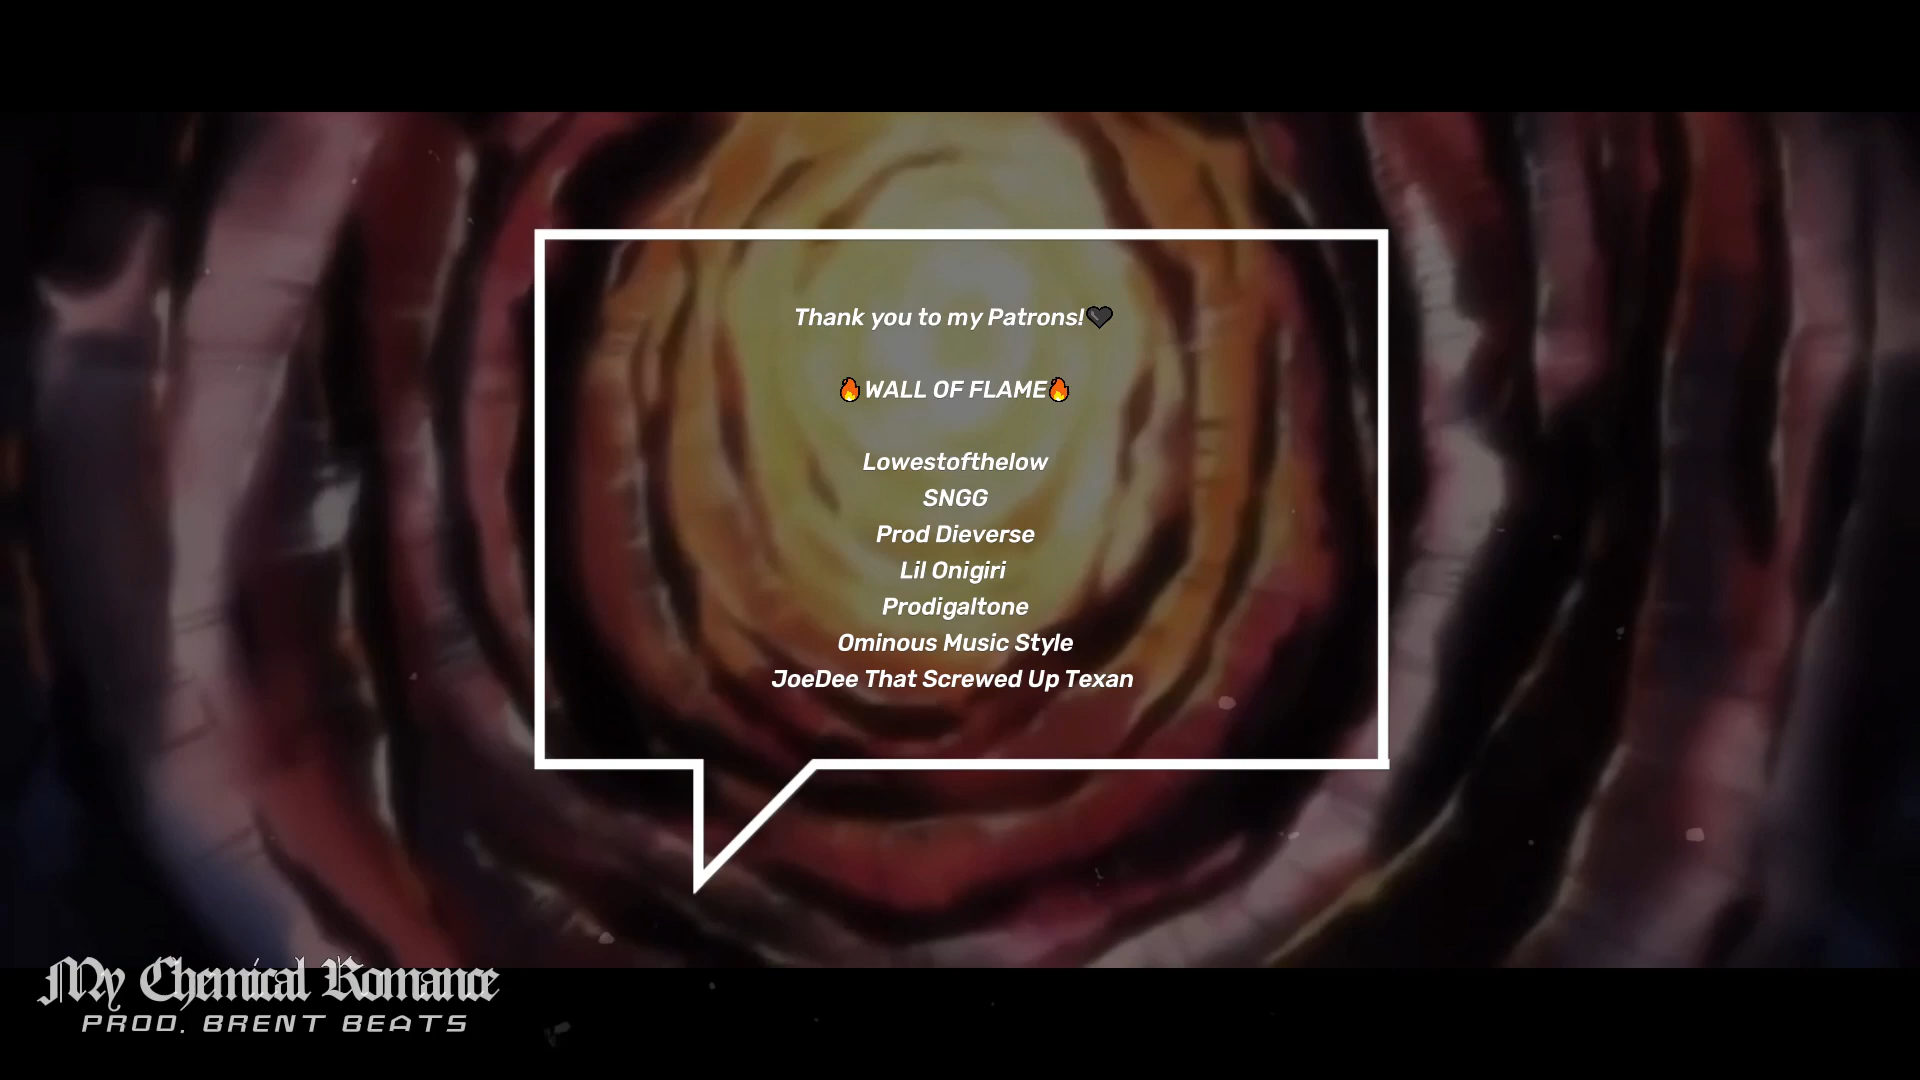 Thank you to my Patrons!🖤
🔥WALL OF FLAME🔥
Lowestofthelow
SNGG
Prod Dieverse
Lil Onigiri
Prodigaltone
Ominous Music Style
JoeDee That Screwed Up Texan
My Chemical Romance
PROD. BRENT BEATS